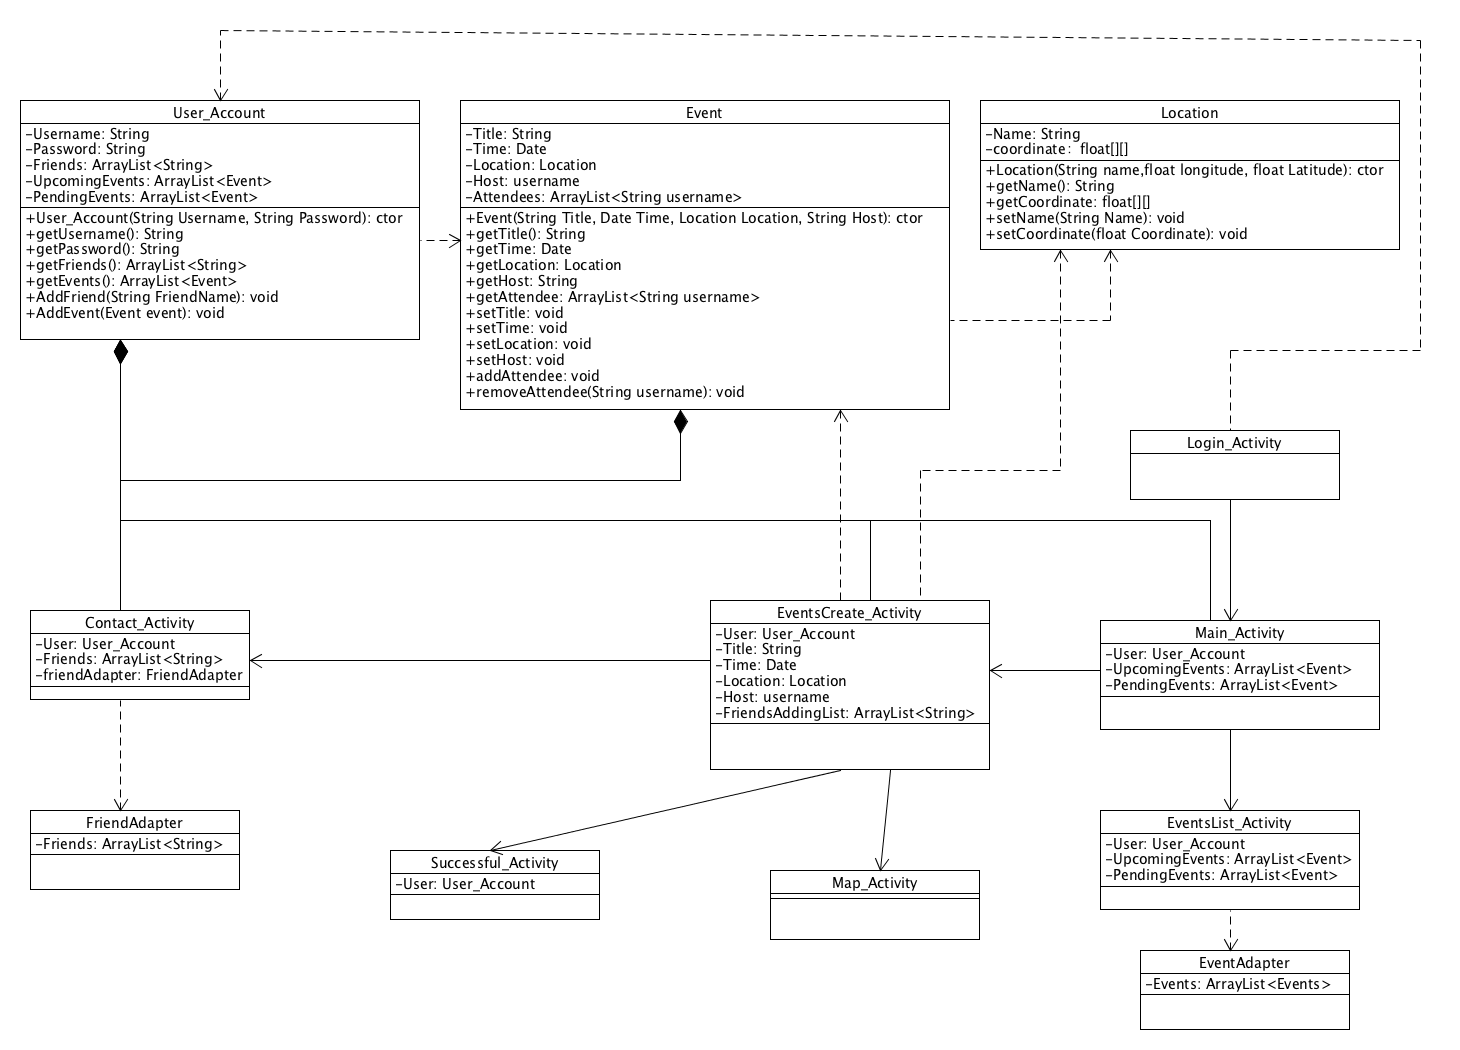 User_Account
-Username: String
-Password: String
-Friends: ArrayList<String>
-UpcomingEvents: ArrayList<Event>
-PendingEvents: ArrayList<Event>
+User_Account(String Username, String Password): ctor
+getUsername(): String
+getPassword(): String
+getFriends(): ArrayList<String>
+getEvents(): ArrayList<Event>
+AddFriend(String FriendName): void
+AddEvent(Event event): void
Event
-Title: String
-Time: Date
-Location: Location
-Host: username
-Attendees: ArrayList<String username>
+Event(String Title, Date Time, Location Location, String Host): ctor
+getTitle(): String
+getTime: Date
+getLocation: Location
+getHost: String
+getAttendee: ArrayList<String username>
+setTitle: void
+setTime: void
+setLocation: void
+setHost: void
+addAttendee: void
+removeAttendee(String username): void
Location
-Name: String
-coordinate: float[][]
+Location(String name,float longitude, float Latitude): ctor
+getName(): String
+getCoordinate: float[][]
+setName(String Name): void
+setCoordinate(float Coordinate): void
Login_Activity
Contact_Activity
-User: User_Account
-Friends: ArrayList<String>
-friendAdapter: FriendAdapter
EventsCreate_Activity
-User: User_Account
-Title: String
-Time: Date
-Location: Location
-Host: username
-FriendsAddingList: ArrayList<String>
Main_Activity
-User: User_Account
-UpcomingEvents: ArrayList<Event>
-PendingEvents: ArrayList<Event>
FriendAdapter
-Friends: ArrayList<String>
Successful_Activity
-User: User_Account
Map_Activity
EventsList_Activity
-User: User_Account
-UpcomingEvents: ArrayList<Event>
-PendingEvents: ArrayList<Event>
EventAdapter
-Events: ArrayList<Events>